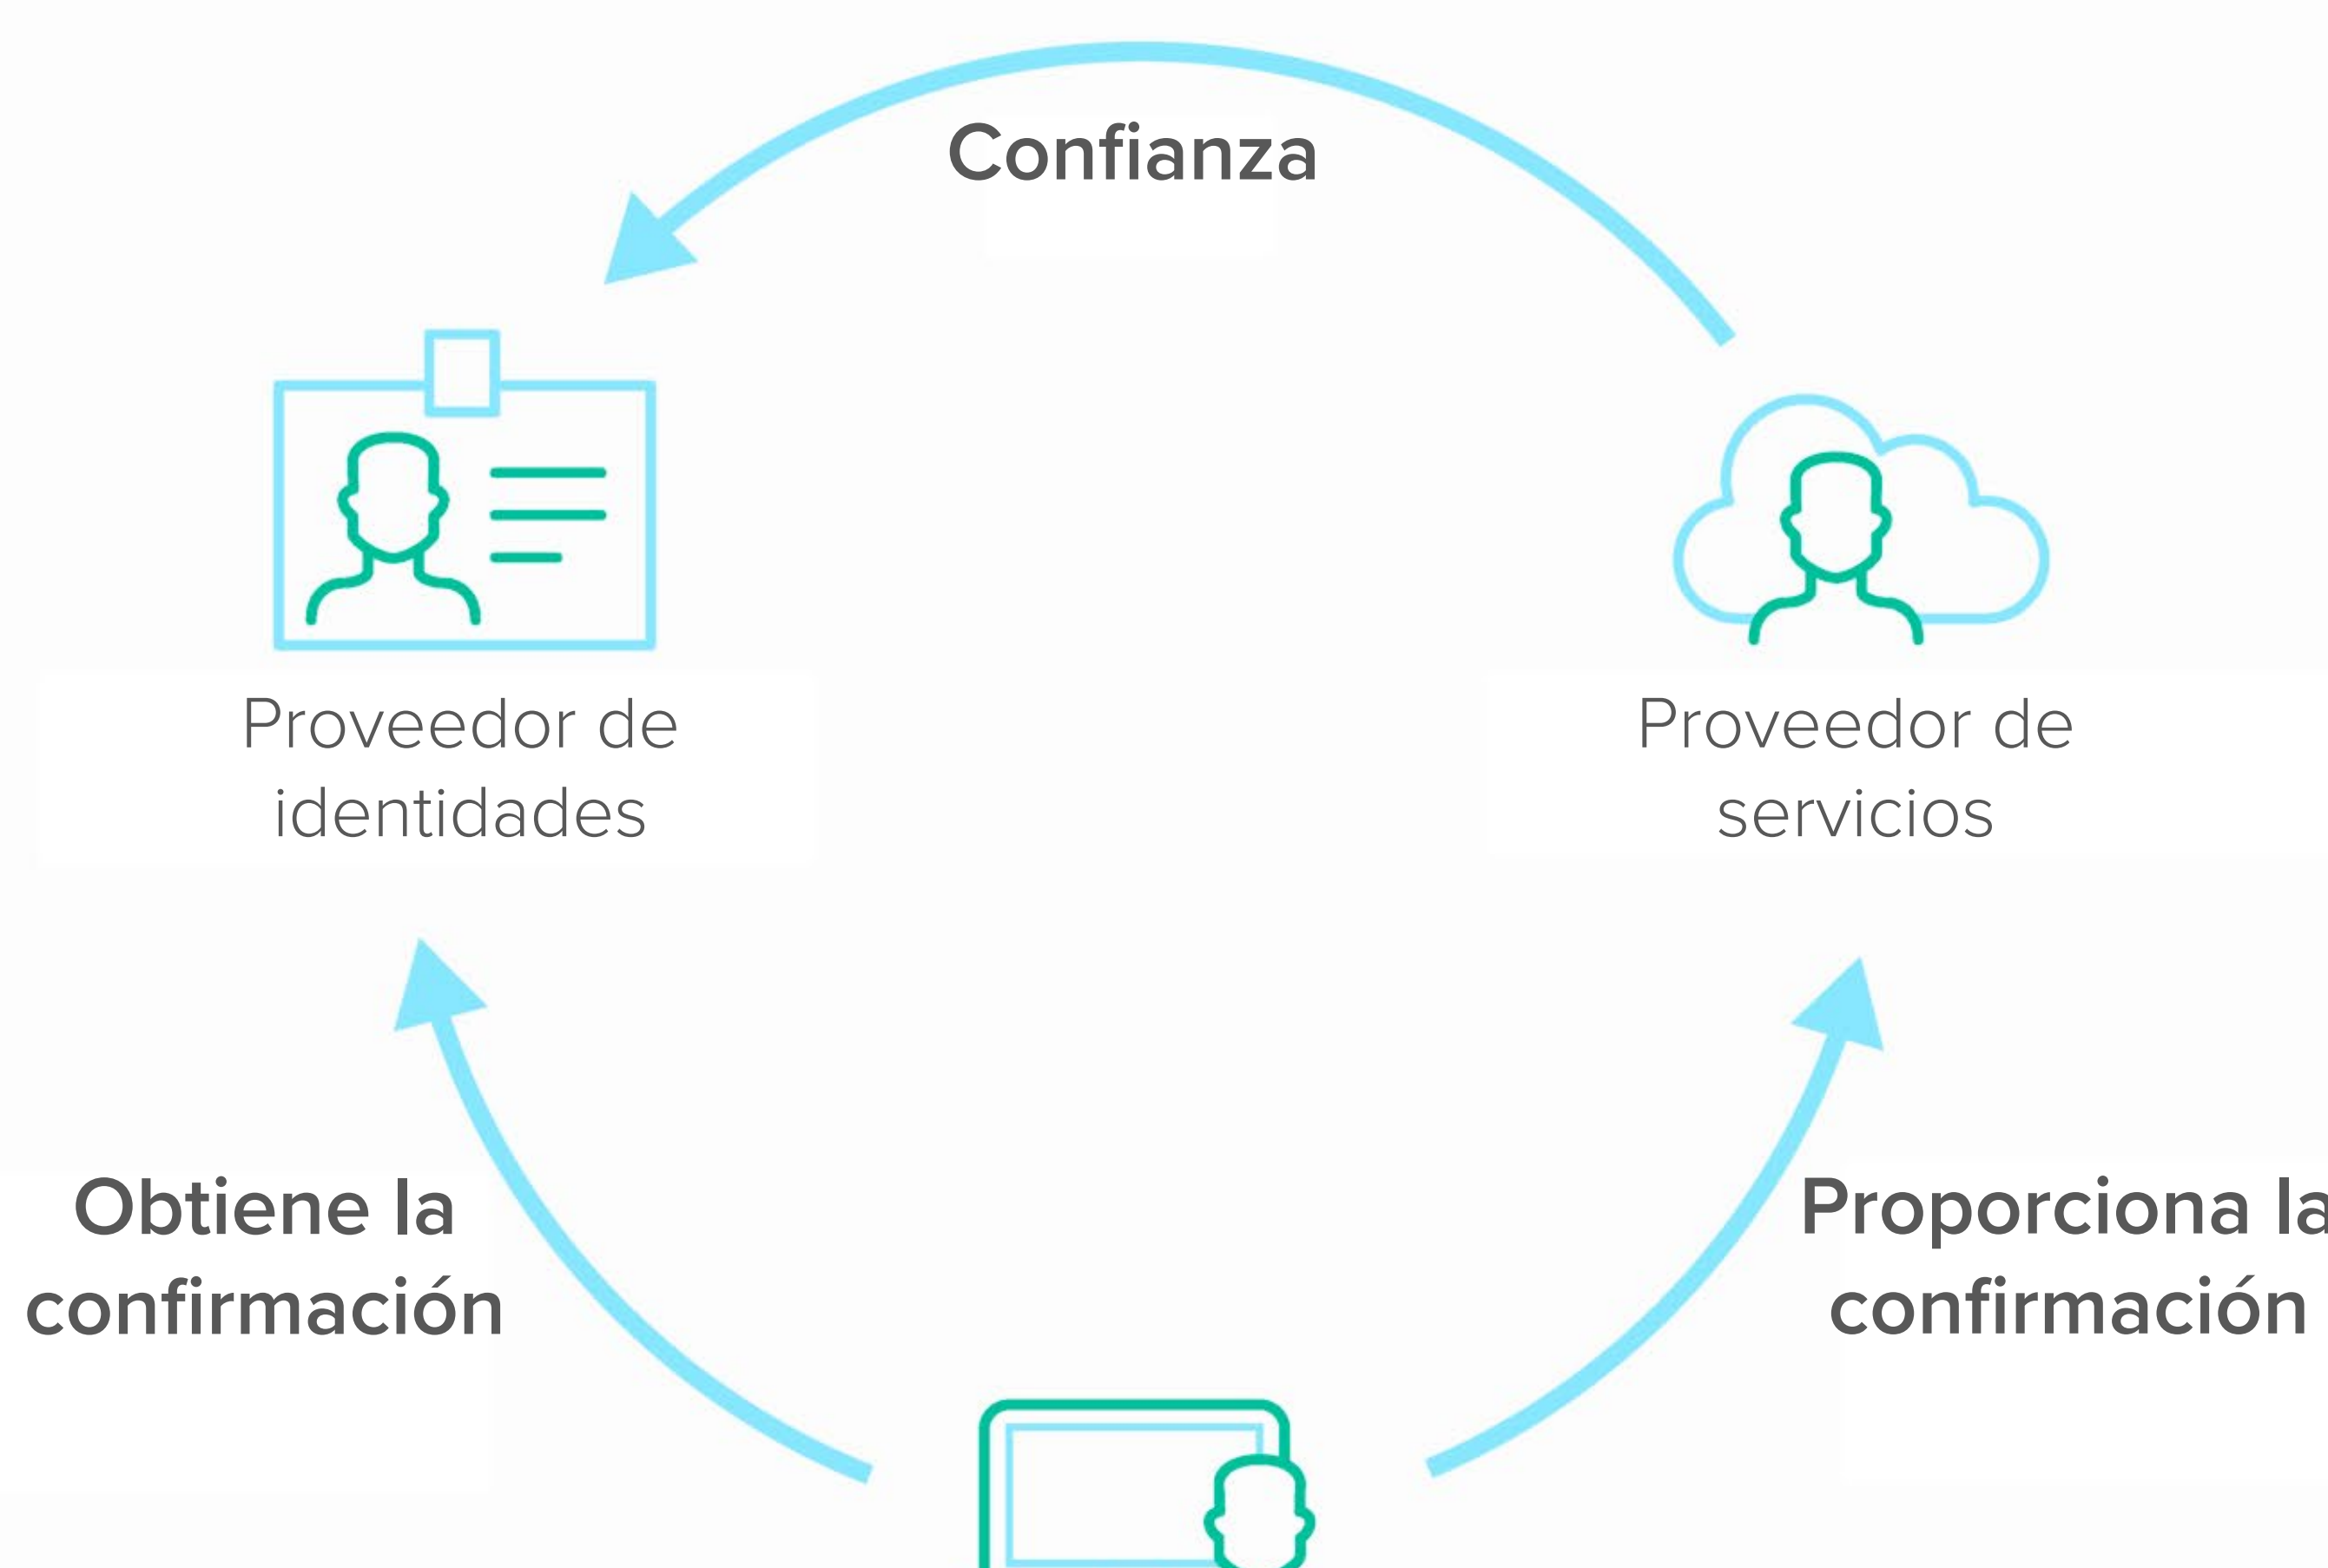 Confianza
Proveedor de
identidades
Proveedor de
servicios
Obtiene la
confirmación
Proporciona la
confirmación